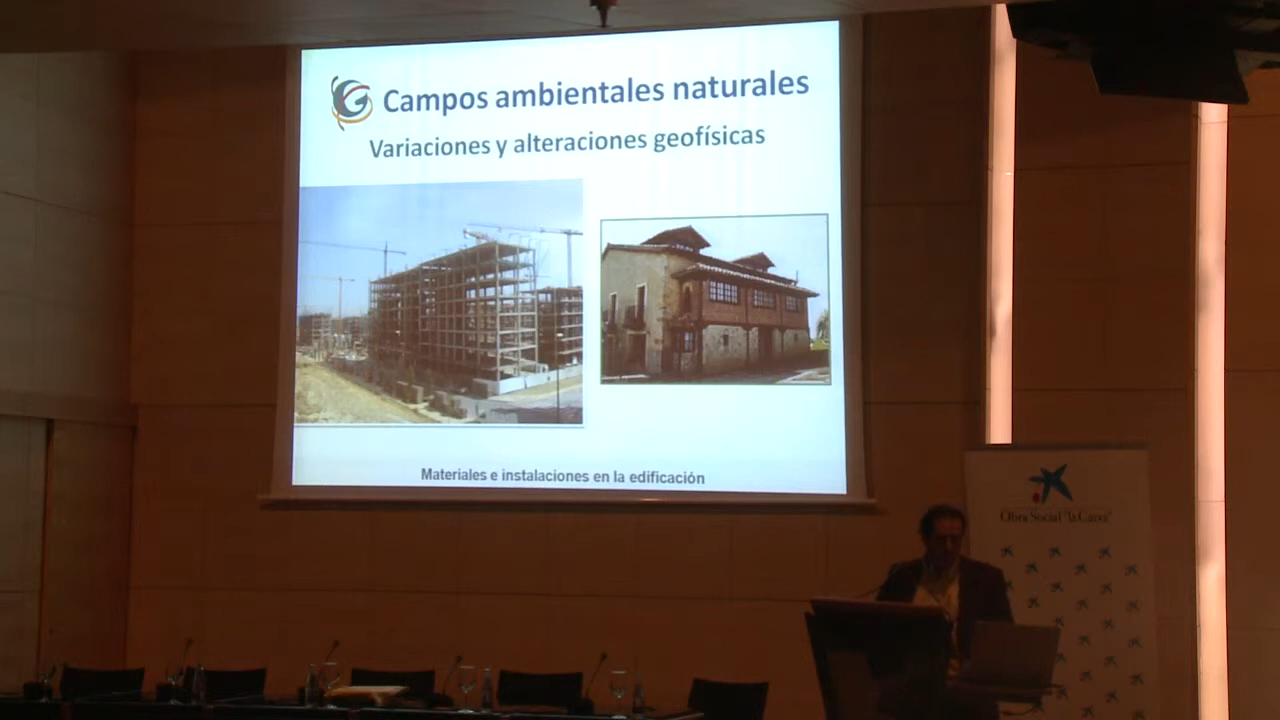 Campos ambientales naturales
Variaciones y alteraciones geofísicas
Materiales e instalaciones en la edificación
Obra Social "la Caixa"